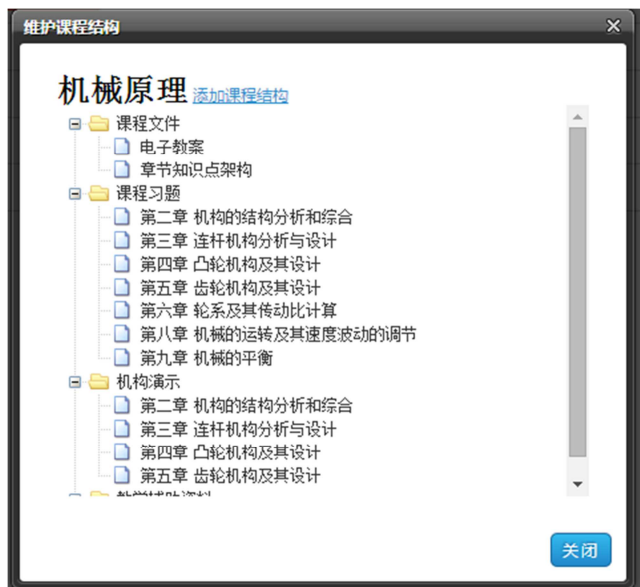 维护课程结构
机械原理 添加课程结构
课程文件
电子教案
章节知识点架构
课程习题
第二章 机构的结构分析和综合
第三章 连杆机构分析与设计
第四章 凸轮机构及其设计
第五章 齿轮机构及其设计
第六章 轮系及其传动比计算
第八章 机械的运转及其速度波动的调节
第九章 机械的平衡
机构演示
第二章 机构的结构分析和综合
第三章 连杆机构分析与设计
第四章 凸轮机构及其设计
第五章 齿轮机构及其设计
教学辅助资料
关闭